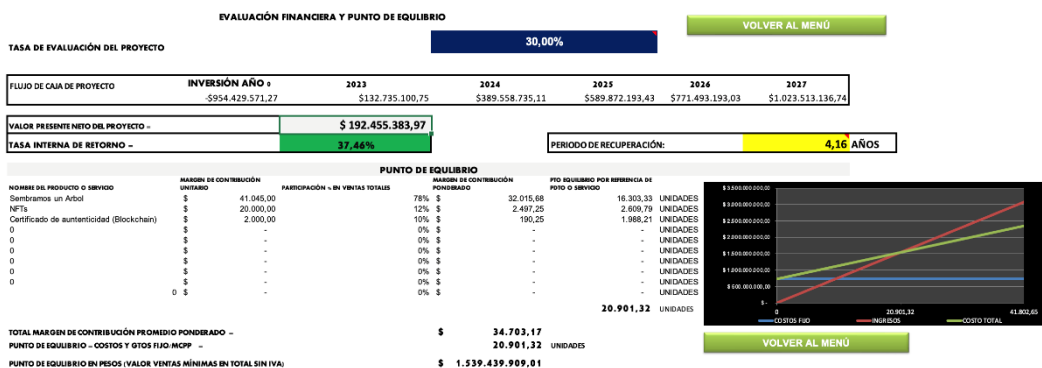 EVALUACIÓN FINANCIERA Y PUNTO DE EQULIBRIO
VOLVER AL MENÚ
TASA DE EVALUACIÓN DEL PROYECTO 30,00%
FLUJO DE CAJA DE PROYECTO INVERSIÓN AÑO 0 2023 2024 2025 2026 2027
-$954.429.571,27 $132.735.100,75 $389.558.735,11 $589.872.193,43 $771.493.193,03 $1.023.513.136,74
VALOR PRESENTE NETO DEL PROYECTO = $ 192.455.383,97
TASA INTERNA DE RETORNO = 37,46% PERIODO DE RECUPERACIÓN: 4,16 AÑOS
PUNTO DE EQULIBRIO
NOMBRE DEL PRODUCTO O SERVICIO MARGEN DE CONTRIBUCIÓN UNITARIO PARTICIPACIÓN % EN VENTAS TOTALES MARGEN DE CONTRIBUCIÓN PONDERADO PTO EQUILIBRIO POR REFERENCIA DE PDTO O SERVICIO
Sembramos un Arbol $ 41.045,00 78% $ 32.015,68 16.303,33 UNIDADES
NFTs $ 20.000,00 12% $ 2.497,25 2.609,79 UNIDADES
Certificado de auntenticidad (Blockchain) $ 2.000,00 10% $ 190,25 1.988,21 UNIDADES
0 $ - 0% $ - - UNIDADES
0 $ - 0% $ - - UNIDADES
0 $ - 0% $ - - UNIDADES
0 $ - 0% $ - - UNIDADES
0 $ - 0% $ - - UNIDADES
0 $ - 0% $ - - UNIDADES
0 $ - 0% $ - - UNIDADES
20.901,32 UNIDADES
$ 3.500.000.000,00
$ 3.000.000.000,00
$ 2.500.000.000,00
$ 2.000.000.000,00
$ 1.500.000.000,00
$ 1.000.000.000,00
$ 500.000.000,00
$ -
0 20.901,32 41.802,65
COSTOS FIJO INGRESOS COSTO TOTAL
TOTAL MARGEN DE CONTRIBUCIÓN PROMEDIO PONDERADO = $ 34.703,17
PUNTO DE EQULIBRIO = COSTOS Y GTOS FIJO/MCPP = 20.901,32 UNIDADES
VOLVER AL MENÚ
PUNTO DE EQULIBRIO EN PESOS (VALOR VENTAS MÍNIMAS EN TOTAL SIN IVA) $ 1.539.439.909,01